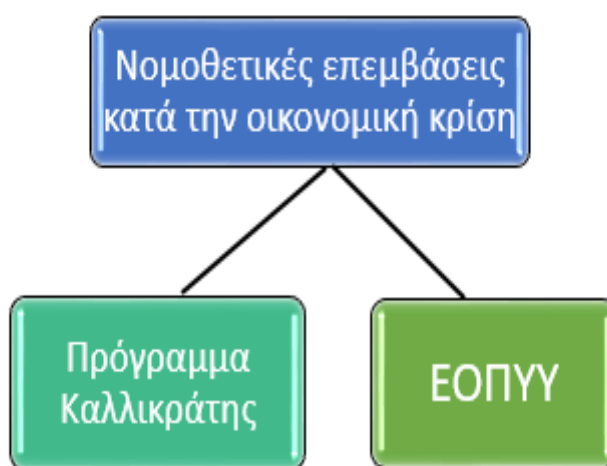 Νομοθετικές επεμβάσεις
κατά την οικονομική κρίση
Πρόγραμμα
Καλλικράτης
ΕΟΠΥΥ